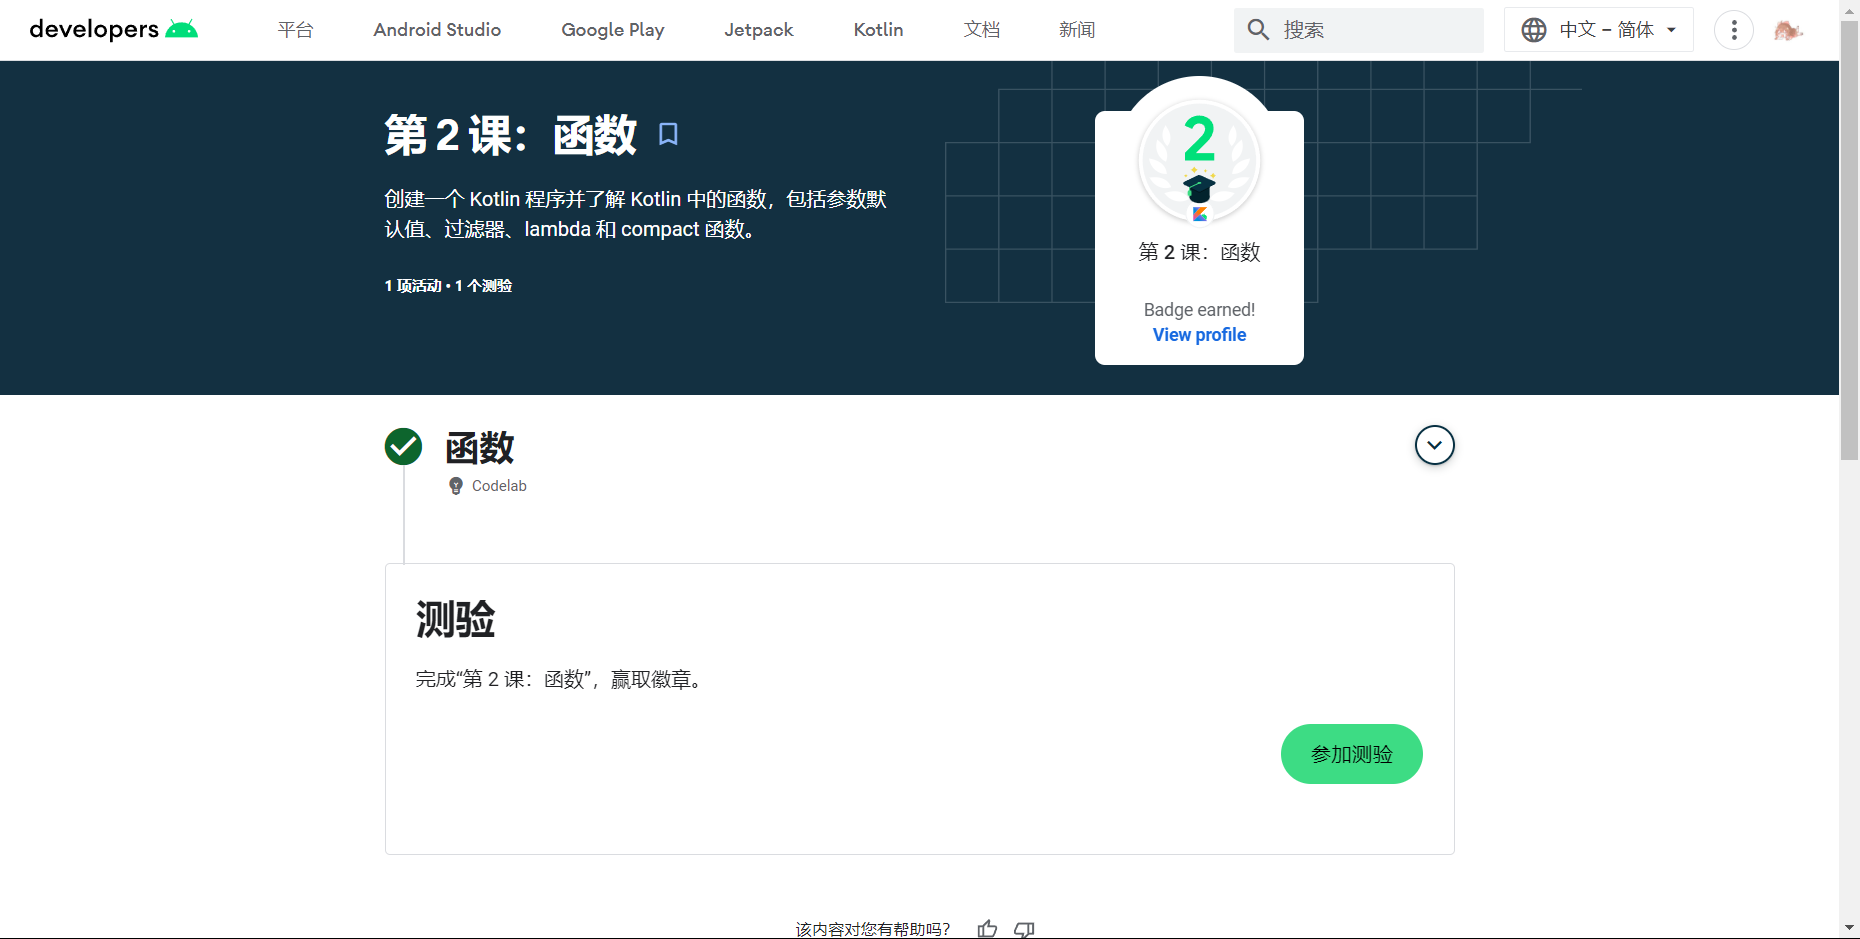 developers
平台
Android Studio
Google Play
Jetpack
Kotlin
文档
新闻
搜索
中文 – 简体
第 2 课：函数
创建一个 Kotlin 程序并了解 Kotlin 中的函数，包括参数默
认值、过滤器、lambda 和 compact 函数。
1 项活动 • 1 个测验
2
第 2 课：函数
Badge earned!
View profile
函数
Codelab
测验
完成“第 2 课：函数”，赢取徽章。
参加测验
该内容对您有帮助吗？